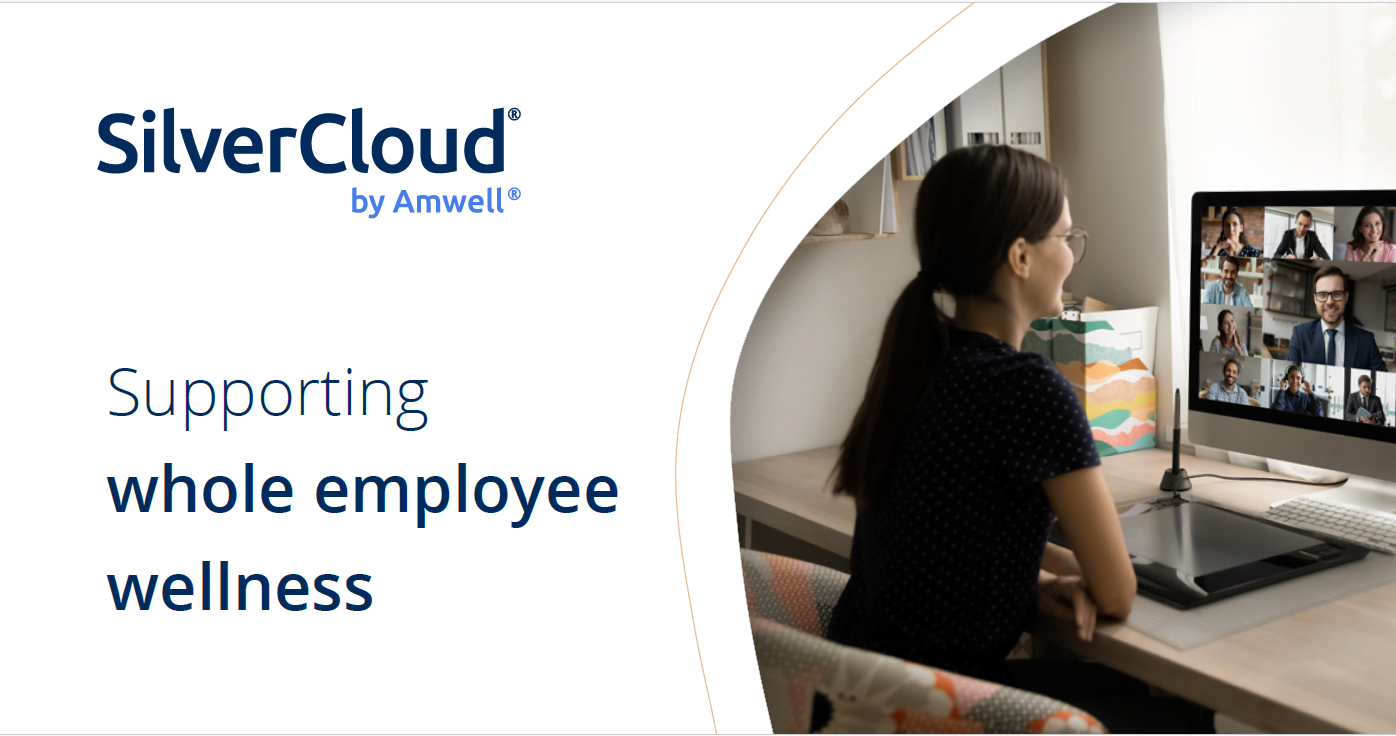 SilverCloud®
by Amwell®
Supporting
whole employee
wellness